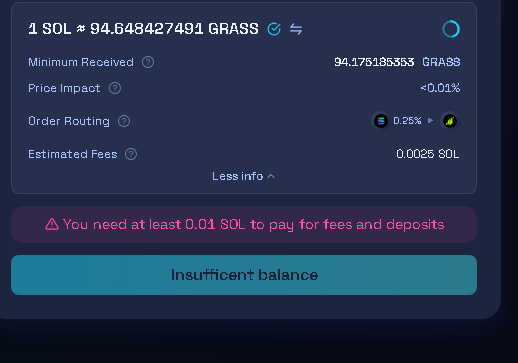 1 SOL ≈ 94.648427491 GRASS
Minimum Received 94.175185353 GRASS
Price Impact <0.01%
Order Routing 0.25%
Estimated Fees 0.0025 SOL
Less info
You need at least 0.01 SOL to pay for fees and deposits
Insufficent balance